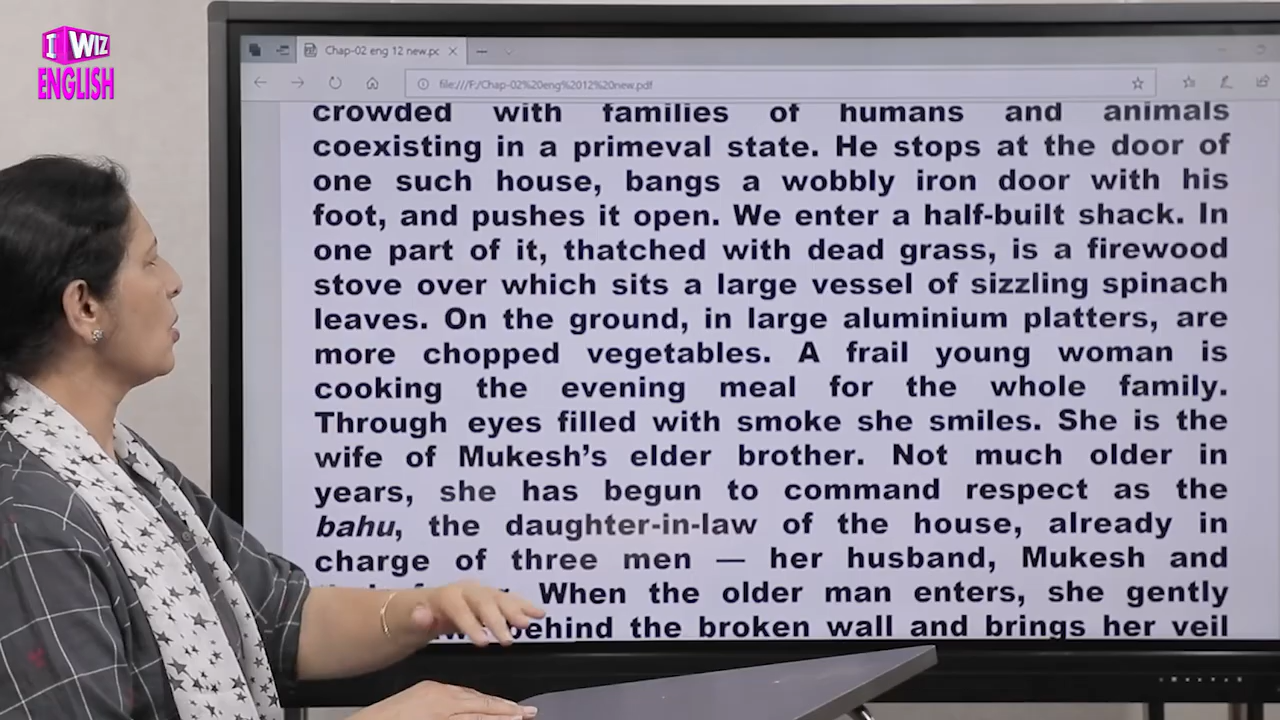 I WIZ
ENGLISH
Chap-02 eng 12 new.pc
file:///F:/Chap-02%20eng%2012%20new.pdf
crowded with families of humans and animals
coexisting in a primeval state. He stops at the door of
one such house, bangs a wobbly iron door with his
foot, and pushes it open. We enter a half-built shack. In
one part of it, thatched with dead grass, is a firewood
stove over which sits a large vessel of sizzling spinach
leaves. On the ground, in large aluminium platters, are
more chopped vegetables. A frail young woman is
cooking the evening meal for the whole family.
Through eyes filled with smoke she smiles. She is the
wife of Mukesh’s elder brother. Not much older in
years, she has begun to command respect as the
bahu, the daughter-in-law of the house, already in
charge of three men — her husband, Mukesh and
When the older man enters, she gently
behind the broken wall and brings her veil